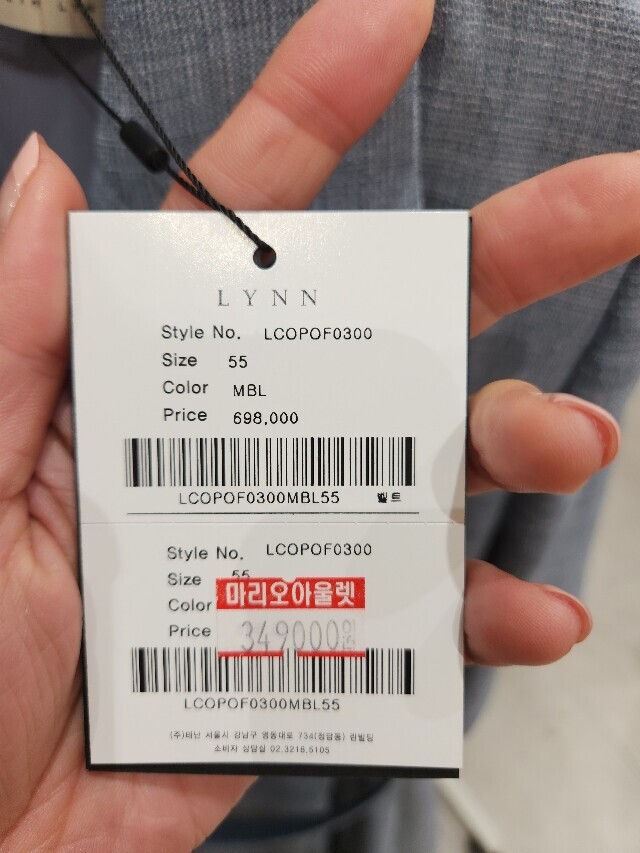 LYNN
Style No. LCOPOF0300
Size 55
Color MBL
Price 698,000
LCOPOF0300MBL55 벨트
Style No. LCOPOF0300
Size 55
Color 마리오아울렛
Price 349000원
LCOPOF0300MBL55
(주)태닌 서울시 강남구 영동대로 734(청담동) 린빌딩
소비자 상담실 02.3218.5105